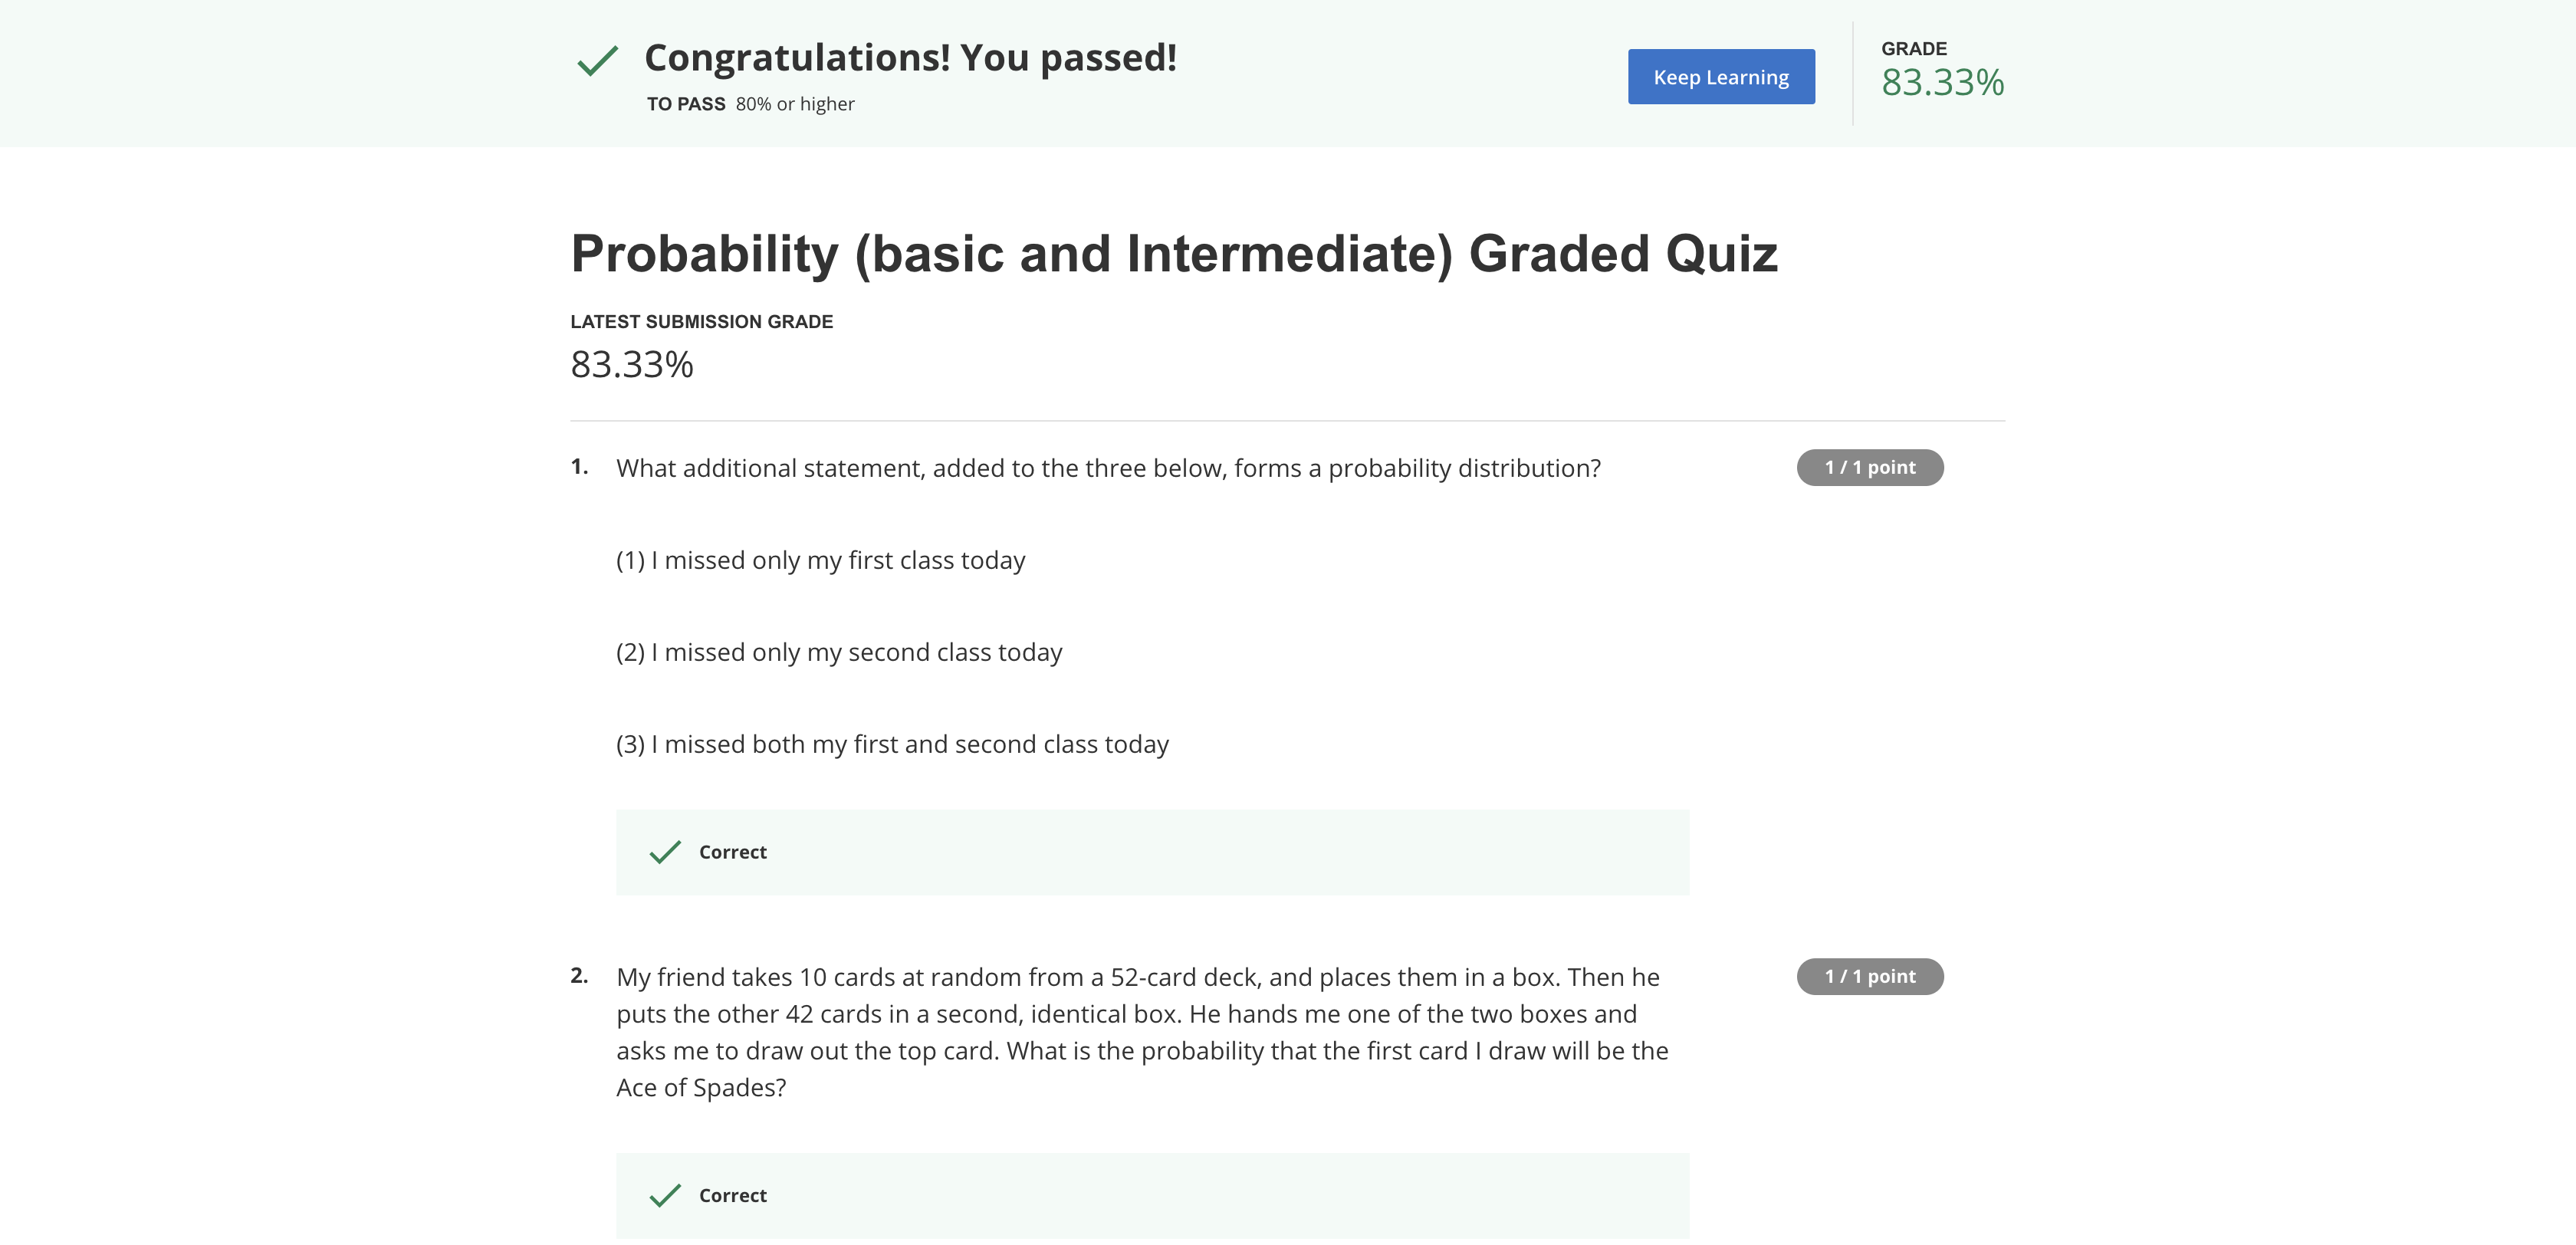 Congratulations! You passed!
TO PASS 80% or higher
Keep Learning
GRADE
83.33%
Probability (basic and Intermediate) Graded Quiz
LATEST SUBMISSION GRADE
83.33%
1. What additional statement, added to the three below, forms a probability distribution?
1 / 1 point
(1) I missed only my first class today
(2) I missed only my second class today
(3) I missed both my first and second class today
Correct
2. My friend takes 10 cards at random from a 52-card deck, and places them in a box. Then he
1 / 1 point
puts the other 42 cards in a second, identical box. He hands me one of the two boxes and
asks me to draw out the top card. What is the probability that the first card I draw will be the
Ace of Spades?
Correct